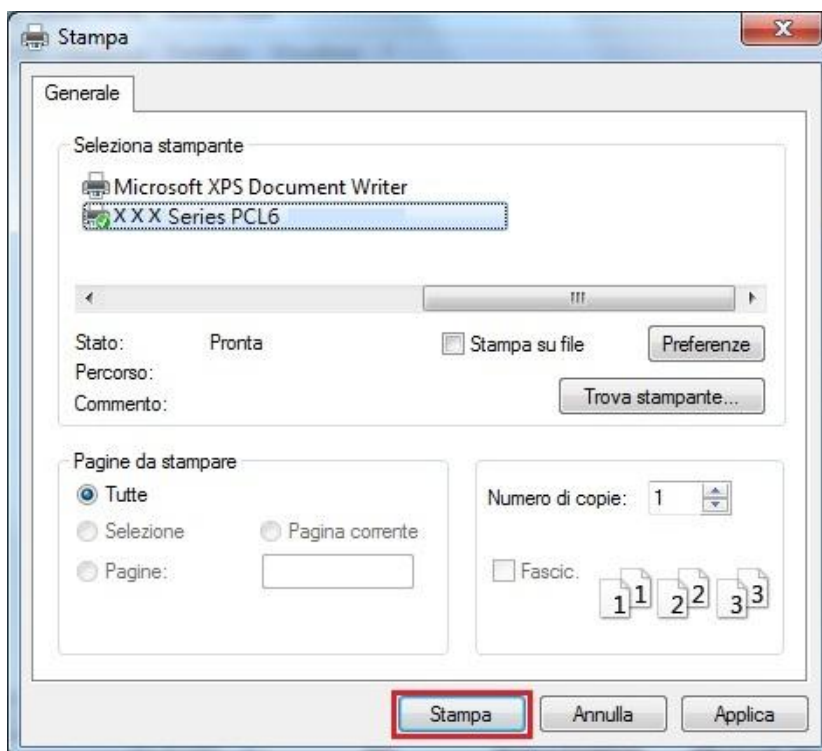 Stampa
Generale
Seleziona stampante
Microsoft XPS Document Writer
X X X Series PCL6
Stato: Pronta
Stampa su file
Preferenze
Percorso:
Commento:
Trova stampante...
Pagine da stampare
Tutte
Selezione
Pagina corrente
Pagine:
Numero di copie: 1
Fascic.
1 1 2 2 3 3
Stampa
Annulla
Applica